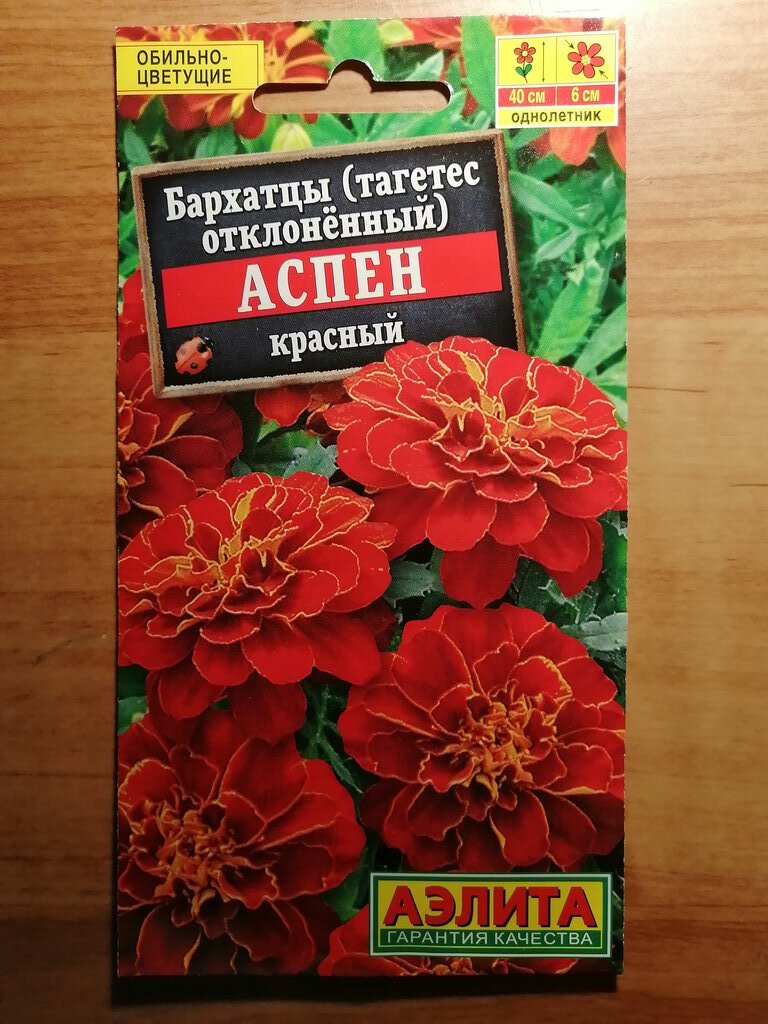 ОБИЛЬНО-
ЦВЕТУЩИЕ
40 см 6 см
однолетник
Бархатцы (тагетес
отклонённый)
АСПЕН
красный
АЭЛИТА
ГАРАНТИЯ КАЧЕСТВА